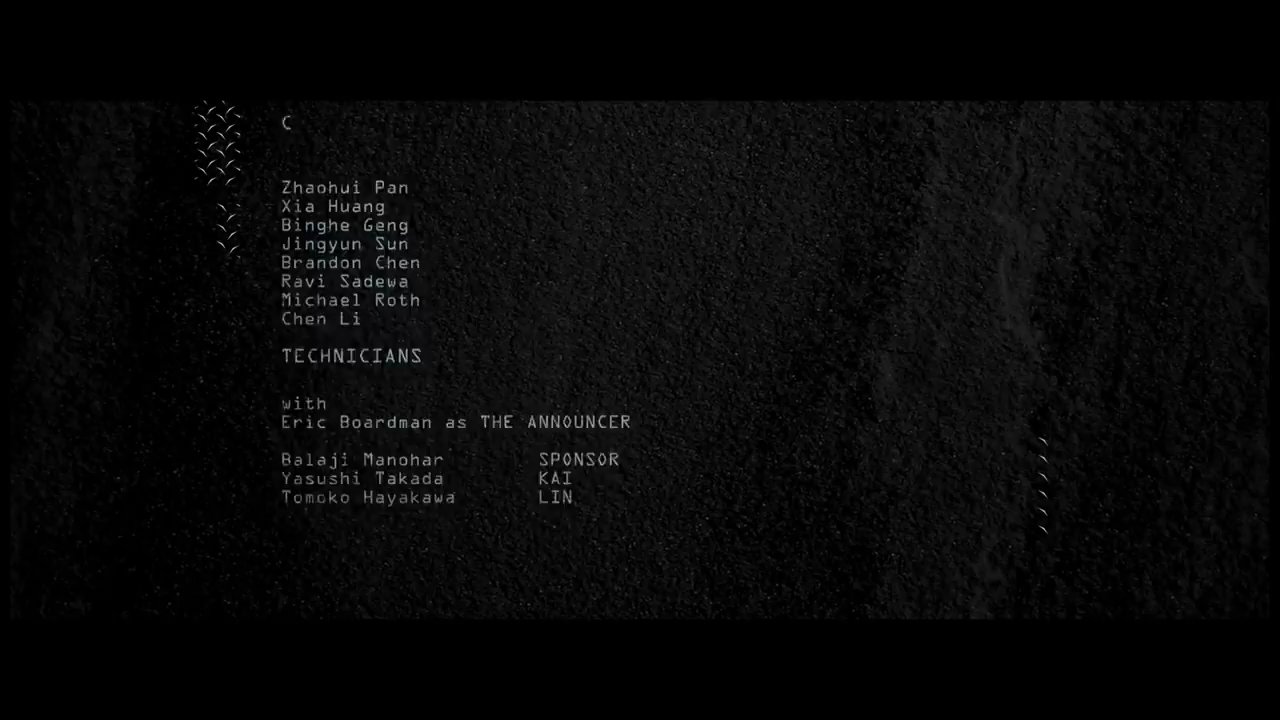 C
Zhaohui Pan
Xia Huang
Binghe Geng
Jingyun Sun
Brandon Chen
Ravi Sadewa
Michael Roth
Chen Li
TECHNICIANS
with
Eric Boardman as THE ANNOUNCER
Balaji Manohar SPONSOR
Yasushi Takada KAI
Tomoko Hayakawa LIN